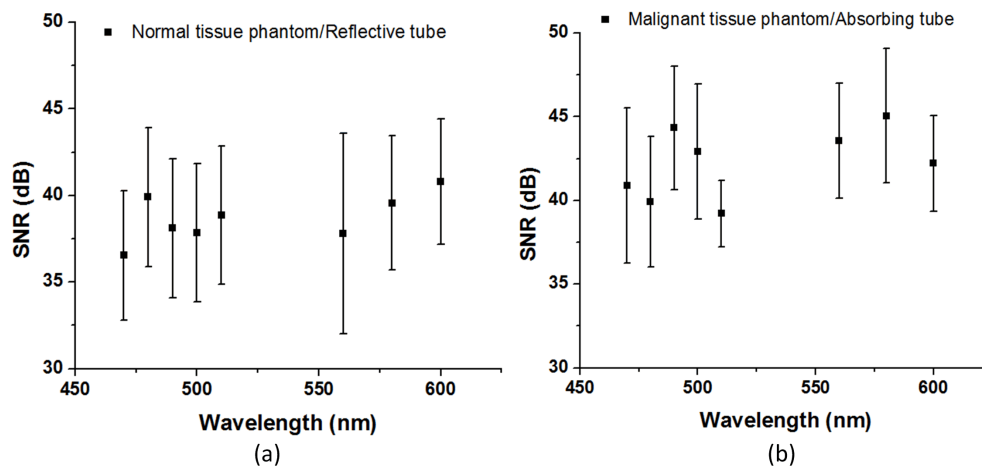 Normal tissue phantom/Reflective tube
50
45
40
35
30
SNR (dB)
450
500
550
600
Wavelength (nm)
(a)
Malignant tissue phantom/Absorbing tube
50
45
40
35
30
SNR (dB)
450
500
550
600
Wavelength (nm)
(b)